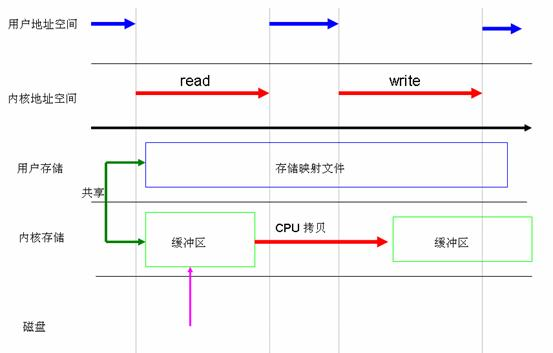 用户地址空间
read
write
内核地址空间
用户存储
存储映射文件
共享
内核存储
缓冲区
CPU 拷贝
缓冲区
磁盘